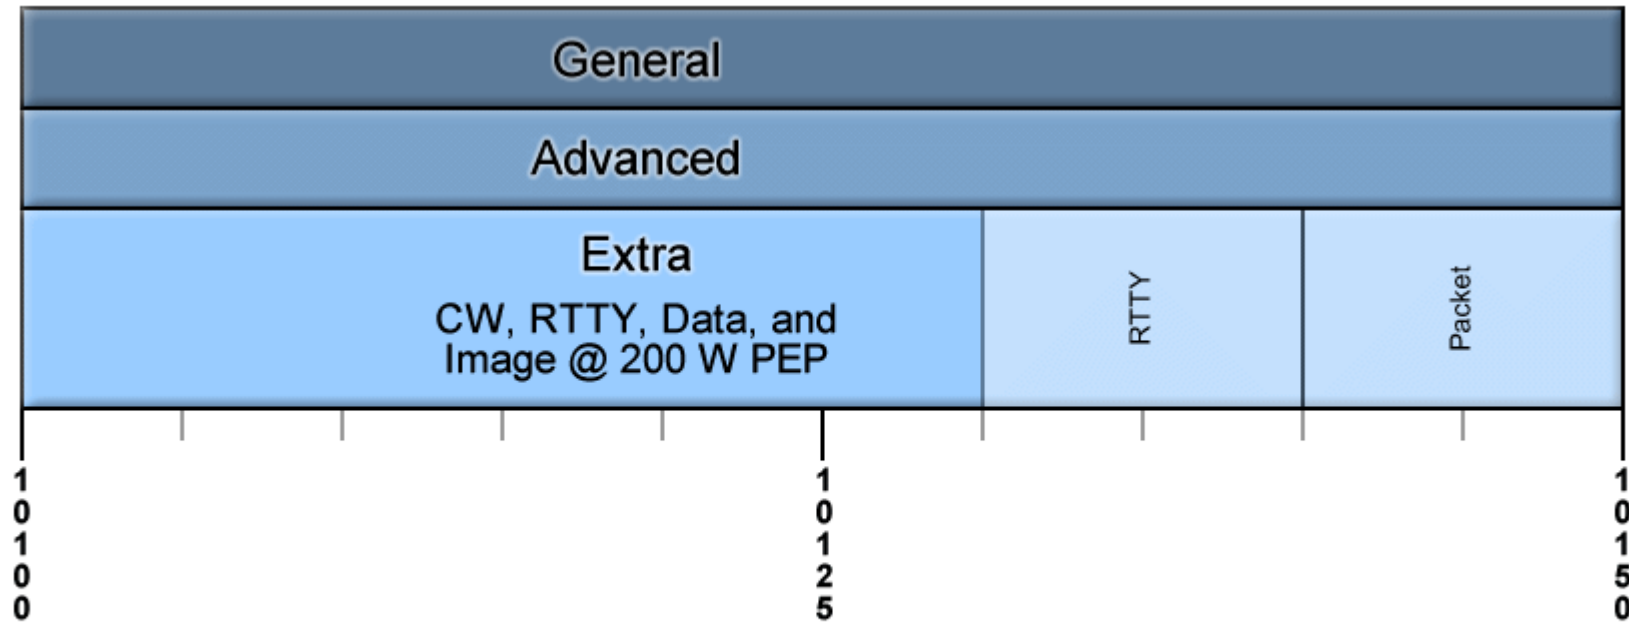 General
Advanced
Extra
CW, RTTY, Data, and
Image @ 200 W PEP
RTTY
Packet
10100
10125
10150